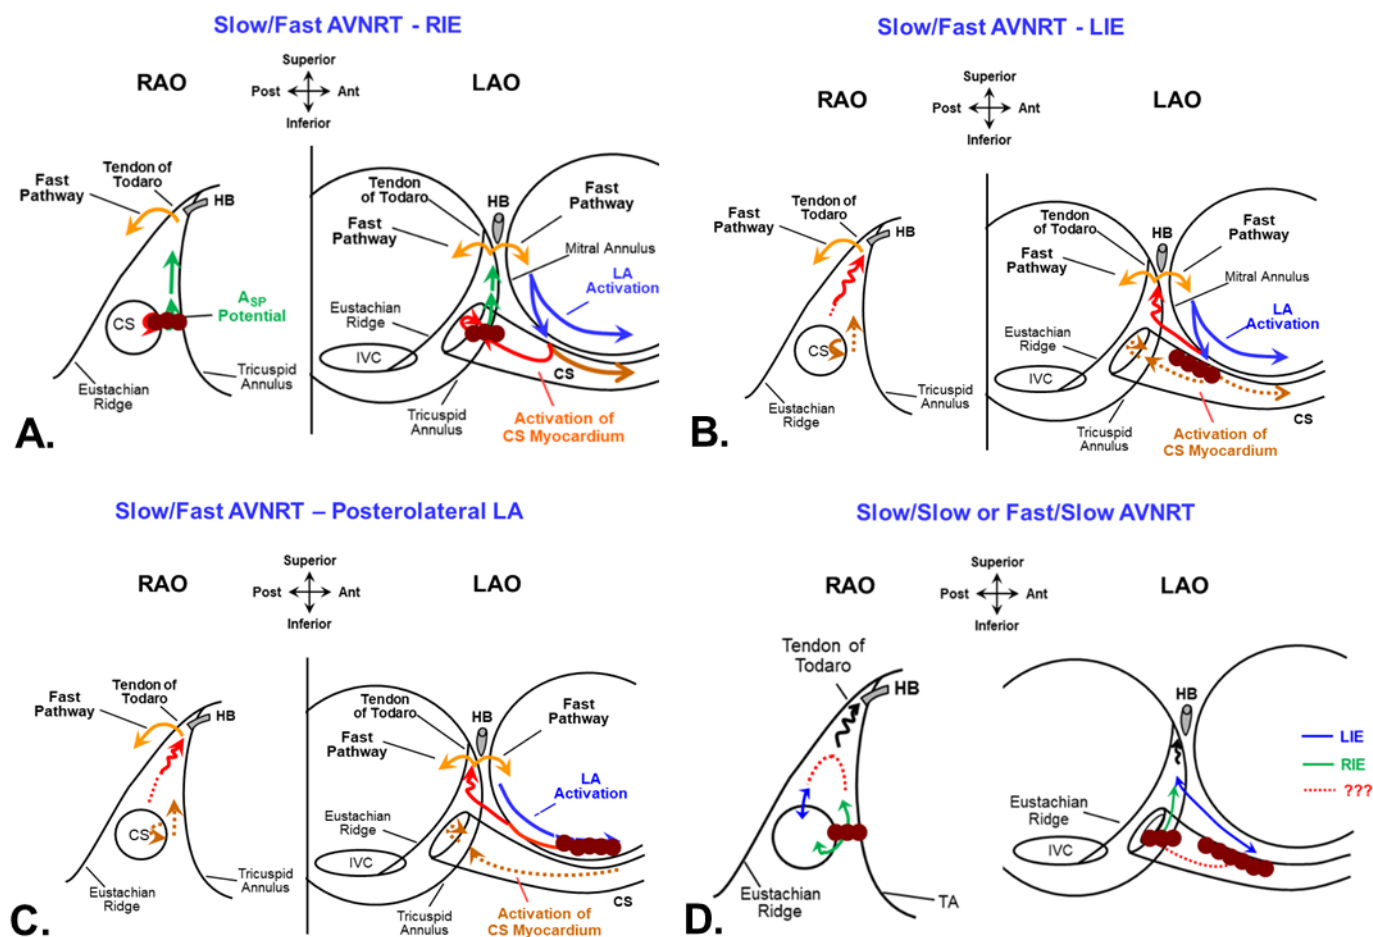 Slow/Fast AVNRT - RIE
RAO
Superior
Post
Ant
Inferior
LAO
Fast
Pathway
Tendon of
Todaro
HB
CS
ASP
Potential
Eustachian
Ridge
Tricuspid
Annulus
Tendon
of Todaro
HB
Fast
Pathway
Fast
Pathway
Mitral Annulus
LA
Activation
Eustachian
Ridge
IVC
CS
Tricuspid
Annulus
Activation of
CS Myocardium
A.
Slow/Fast AVNRT - LIE
RAO
Superior
Post
Ant
Inferior
LAO
Fast
Pathway
Tendon of
Todaro
HB
CS
Eustachian
Ridge
Tricuspid
Annulus
Tendon
of Todaro
HB
Fast
Pathway
Fast
Pathway
Mitral Annulus
LA
Activation
Eustachian
Ridge
IVC
CS
Tricuspid
Annulus
Activation of
CS Myocardium
B.
Slow/Fast AVNRT – Posterolateral LA
RAO
Superior
Post
Ant
Inferior
LAO
Fast
Pathway
Tendon of
Todaro
HB
CS
Eustachian
Ridge
Tricuspid
Annulus
Tendon
of Todaro
HB
Fast
Pathway
Fast
Pathway
LA
Activation
Eustachian
Ridge
IVC
CS
Tricuspid
Annulus
Activation of
CS Myocardium
C.
Slow/Slow or Fast/Slow AVNRT
RAO
Superior
Post
Ant
Inferior
LAO
Tendon of
Todaro
HB
Eustachian
Ridge
TA
HB
Eustachian
Ridge
IVC
LIE
RIE
???
D.